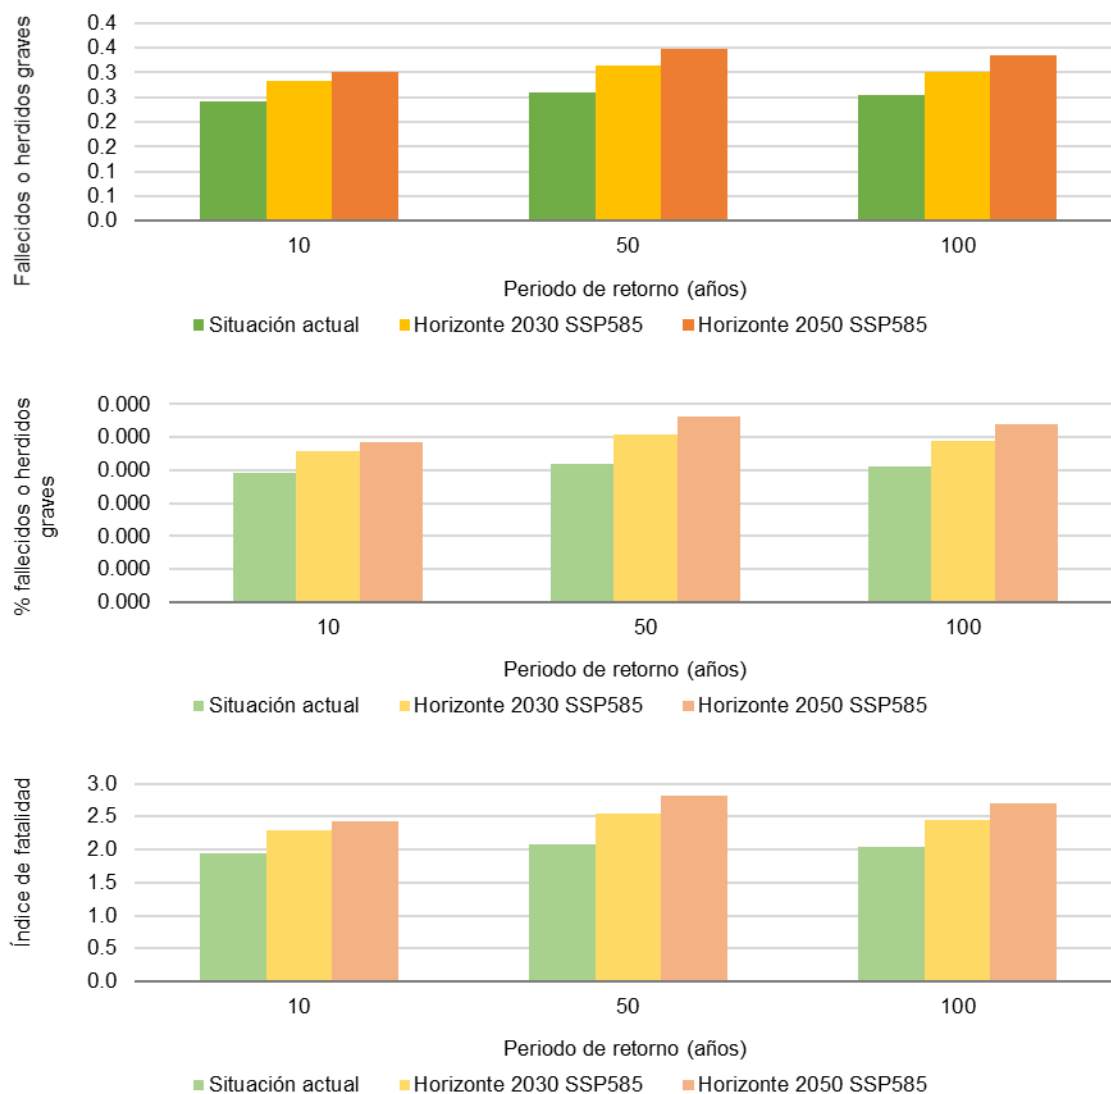 Fallecidos o herdidos graves
0.4
0.4
0.3
0.3
0.2
0.2
0.1
0.1
0.0
10 50 100
Periodo de retorno (años)
Situación actual Horizonte 2030 SSP585 Horizonte 2050 SSP585
% fallecidos o herdidos
graves
0.000
0.000
0.000
0.000
0.000
0.000
0.000
10 50 100
Periodo de retorno (años)
Situación actual Horizonte 2030 SSP585 Horizonte 2050 SSP585
Índice de fatalidad
3.0
2.5
2.0
1.5
1.0
0.5
0.0
10 50 100
Periodo de retorno (años)
Situación actual Horizonte 2030 SSP585 Horizonte 2050 SSP585